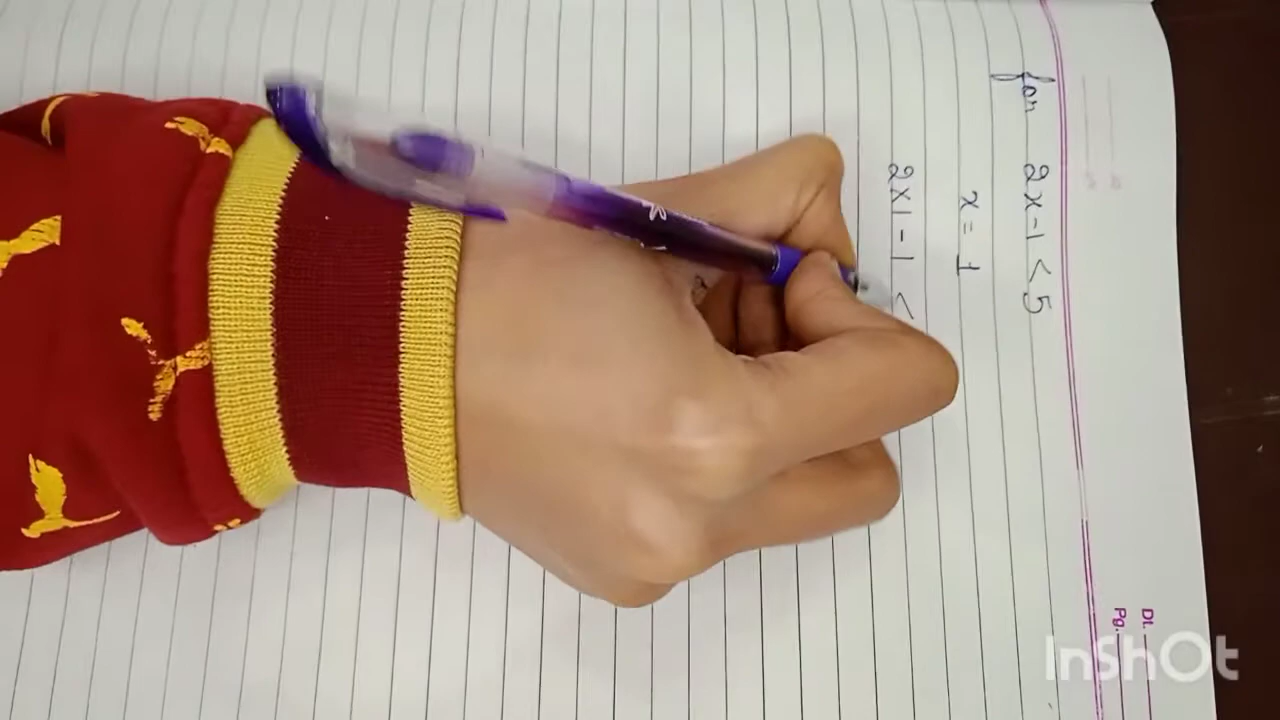 for 2x-1 < 5
x = 1
2x1 - 1 <
Dt.
Pg.
InShOt